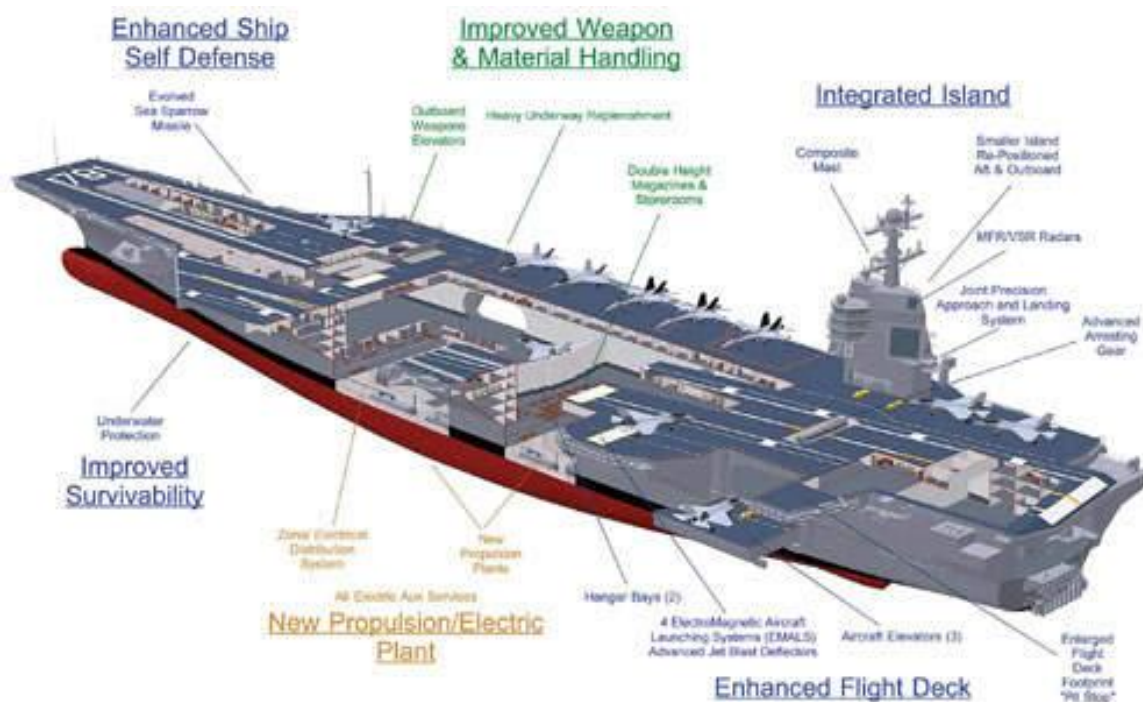 Enhanced Ship
Self Defense
Improved Weapon
& Material Handling
Integrated Island
Evolved
Sea Sparrow
Missile
Outboard
Weapons
Elevators
Heavy Underway Replenishment
Double Height
Magazines &
Storerooms
Composite
Mast
Smaller Island
Re-Positioned
Aft & Outboard
MFR/VSR Radars
Joint Precision
Approach and Landing
System
Advanced
Arresting
Gear
78
Underwater
Protection
Improved
Survivability
Zonal Electrical
Distribution
System
New
Propulsion
Plants
All Electric Aux Services
New Propulsion/Electric
Plant
Hangar Bays (2)
4 ElectroMagnetic Aircraft
Launching Systems (EMALS)
Advanced Jet Blast Deflectors
Aircraft Elevators (3)
Enlarged
Flight
Deck
Footprint
"Pit Stop"
Enhanced Flight Deck